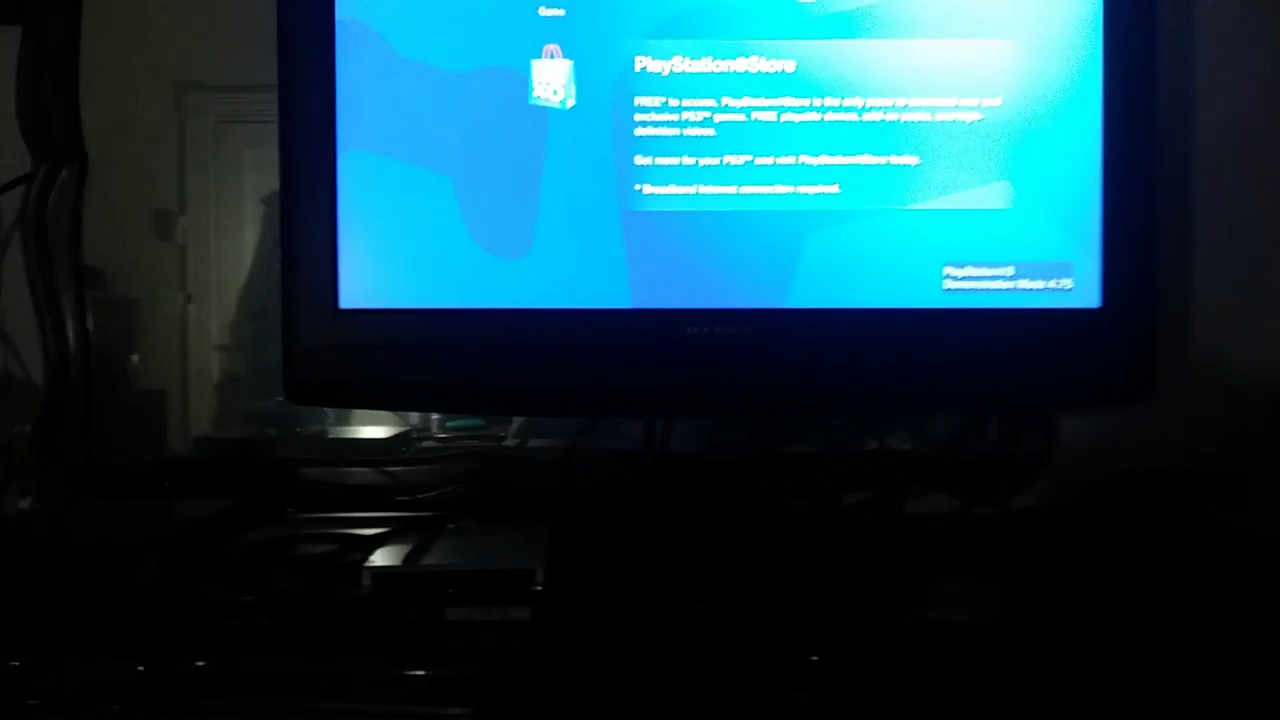 Game
PlayStation®Store
FREE* to access, PlayStation®Store is the only place to download new and
exclusive PS3™ games, FREE playable demos, add-on packs, and high-
definition videos.
Get more for your PS3™ and visit PlayStation®Store today.
* Broadband Internet connection required.
PlayStation®3
Demonstration Mode 4.75